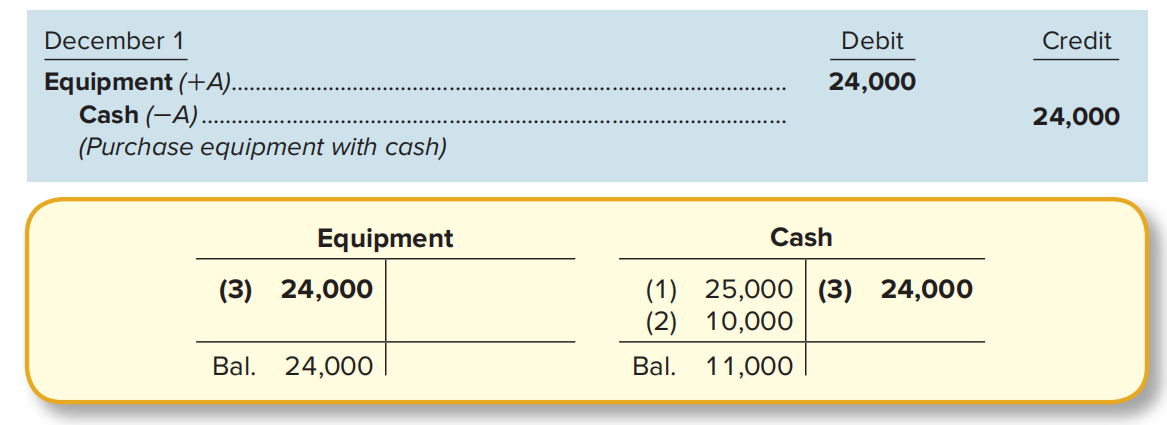 December 1 Debit Credit
Equipment (+A) 24,000
Cash (−A) 24,000
(Purchase equipment with cash)
Equipment Cash
(3) 24,000 (1) 25,000 (3) 24,000
(2) 10,000
Bal. 24,000 Bal. 11,000